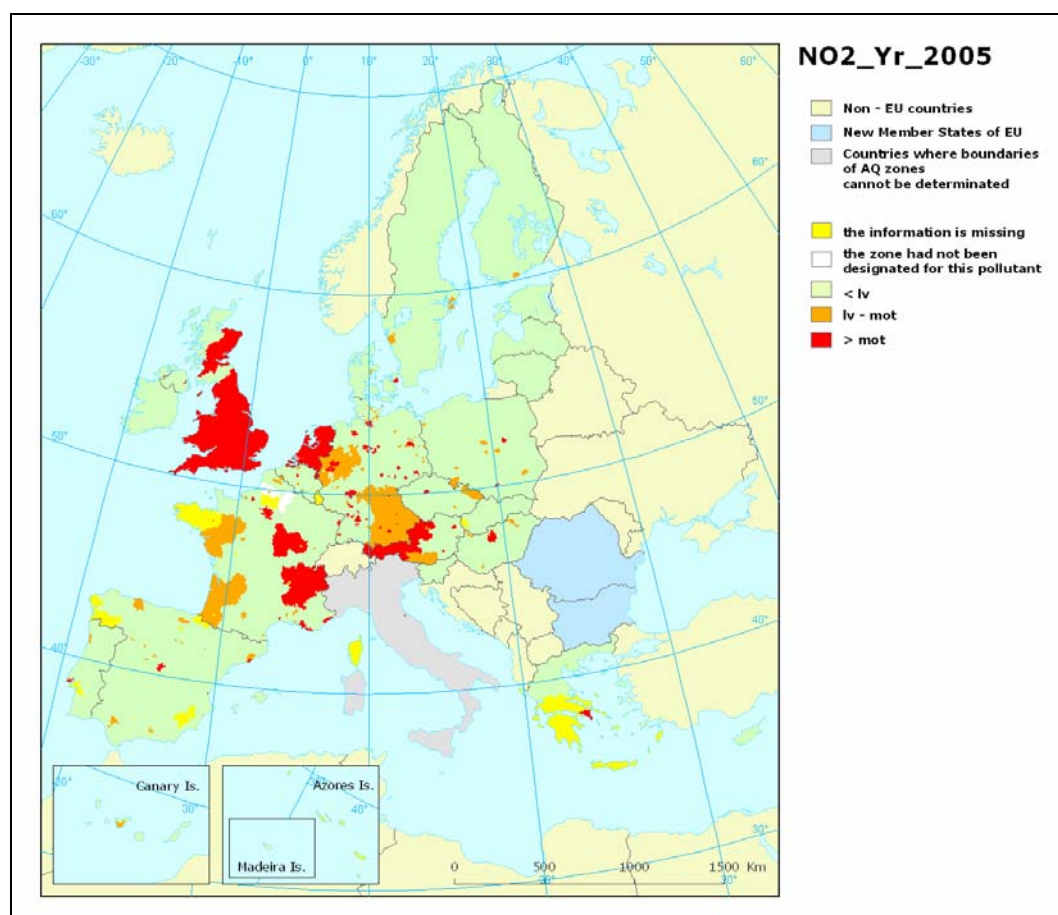 NO2_Yr_2005
Non - EU countries
New Member States of EU
Countries where boundaries
of AQ zones
cannot be determinated
the information is missing
the zone had not been
designated for this pollutant
< lv
lv - mot
> mot
-30°
-20°
-10°
0°
10°
20°
30°
40°
50°
60°
60°
60°
50°
50°
40°
40°
30°
Canary Is.
30°
Azores Is.
40°
Madeira Is.
0 500 1000 1500 Km